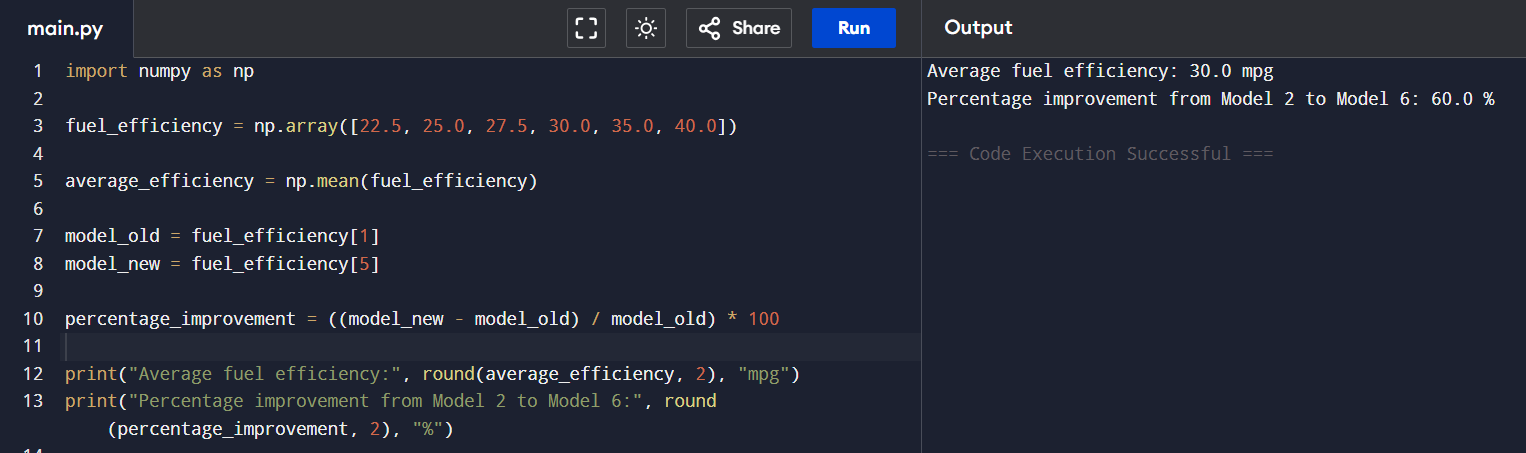 main.py
Share
Run
Output
1 import numpy as np
2
3 fuel_efficiency = np.array([22.5, 25.0, 27.5, 30.0, 35.0, 40.0])
4
5 average_efficiency = np.mean(fuel_efficiency)
6
7 model_old = fuel_efficiency[1]
8 model_new = fuel_efficiency[5]
9
10 percentage_improvement = ((model_new - model_old) / model_old) * 100
11
12 print("Average fuel efficiency:", round(average_efficiency, 2), "mpg")
13 print("Percentage improvement from Model 2 to Model 6:", round
(percentage_improvement, 2), "%")
Average fuel efficiency: 30.0 mpg
Percentage improvement from Model 2 to Model 6: 60.0 %
=== Code Execution Successful ===